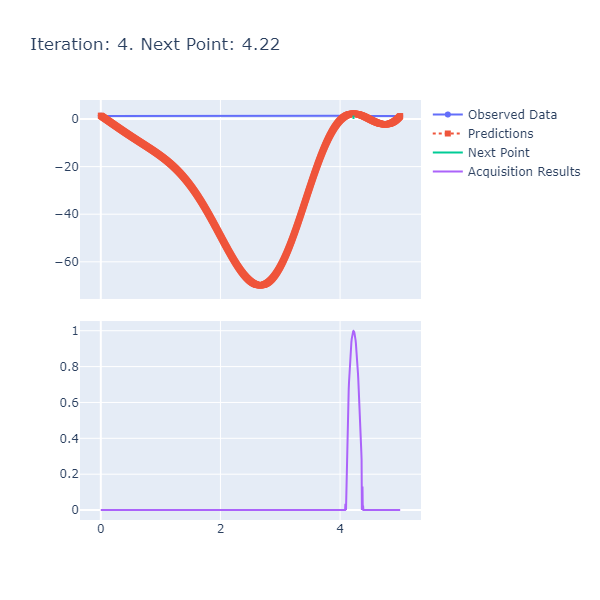 Iteration: 4. Next Point: 4.22
Observed Data
Predictions
Next Point
Acquisition Results
0
−20
−40
−60
1
0.8
0.6
0.4
0.2
0
0
2
4